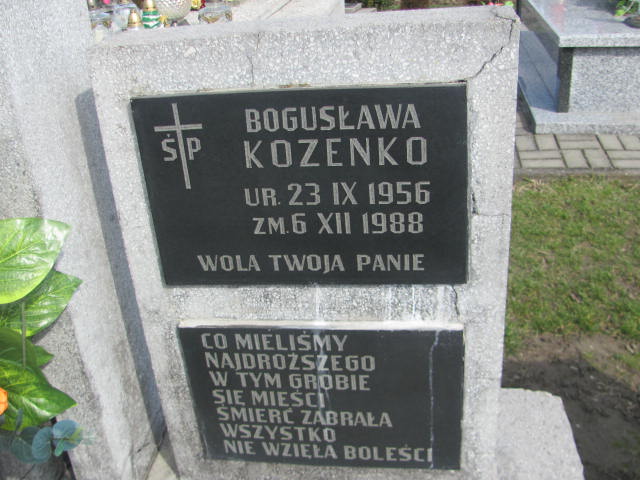 Ś P
BOGUSŁAWA
KOZENKO
UR. 23 IX 1956
ZM. 6 XII 1988
WOLA TWOJA PANIE
CO MIELIŚMY
NAJDROŻSZEGO
W TYM GROBIE
SIĘ MIEŚCI
ŚMIERĆ ZABRAŁA
WSZYSTKO
NIE WZIĘŁA BOLEŚCI